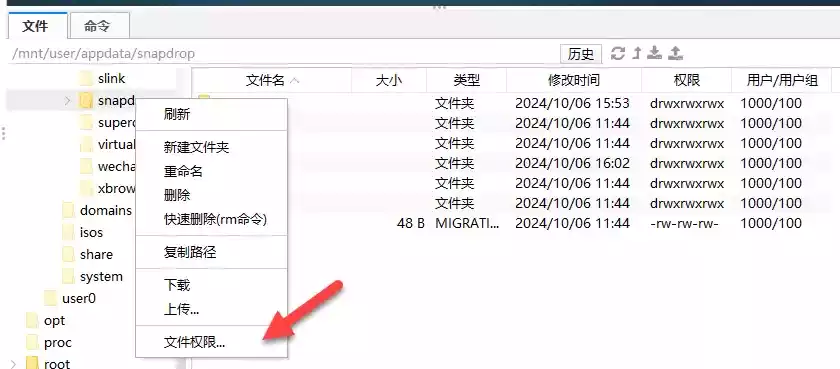 文件 命令
/mnt/user/appdata/snapdrop 历史
文件名 大小 类型 修改时间 权限 用户/用户组
slink
文件夹 2024/10/06 15:53 drwxrwxrwx 1000/100
文件夹 2024/10/06 11:44 drwxrwxrwx 1000/100
文件夹 2024/10/06 11:44 drwxrwxrwx 1000/100
文件夹 2024/10/06 16:02 drwxrwxrwx 1000/100
文件夹 2024/10/06 11:44 drwxrwxrwx 1000/100
文件夹 2024/10/06 11:44 drwxrwxrwx 1000/100
48 B MIGRATI... 2024/10/06 11:44 -rw-rw-rw- 1000/100
virtual
wecha
xbrow
domains
isos
share
system
user0
opt
proc
root
刷新
新建文件夹
重命名
删除
快速删除(rm命令)
复制路径
下载
上传...
文件权限...